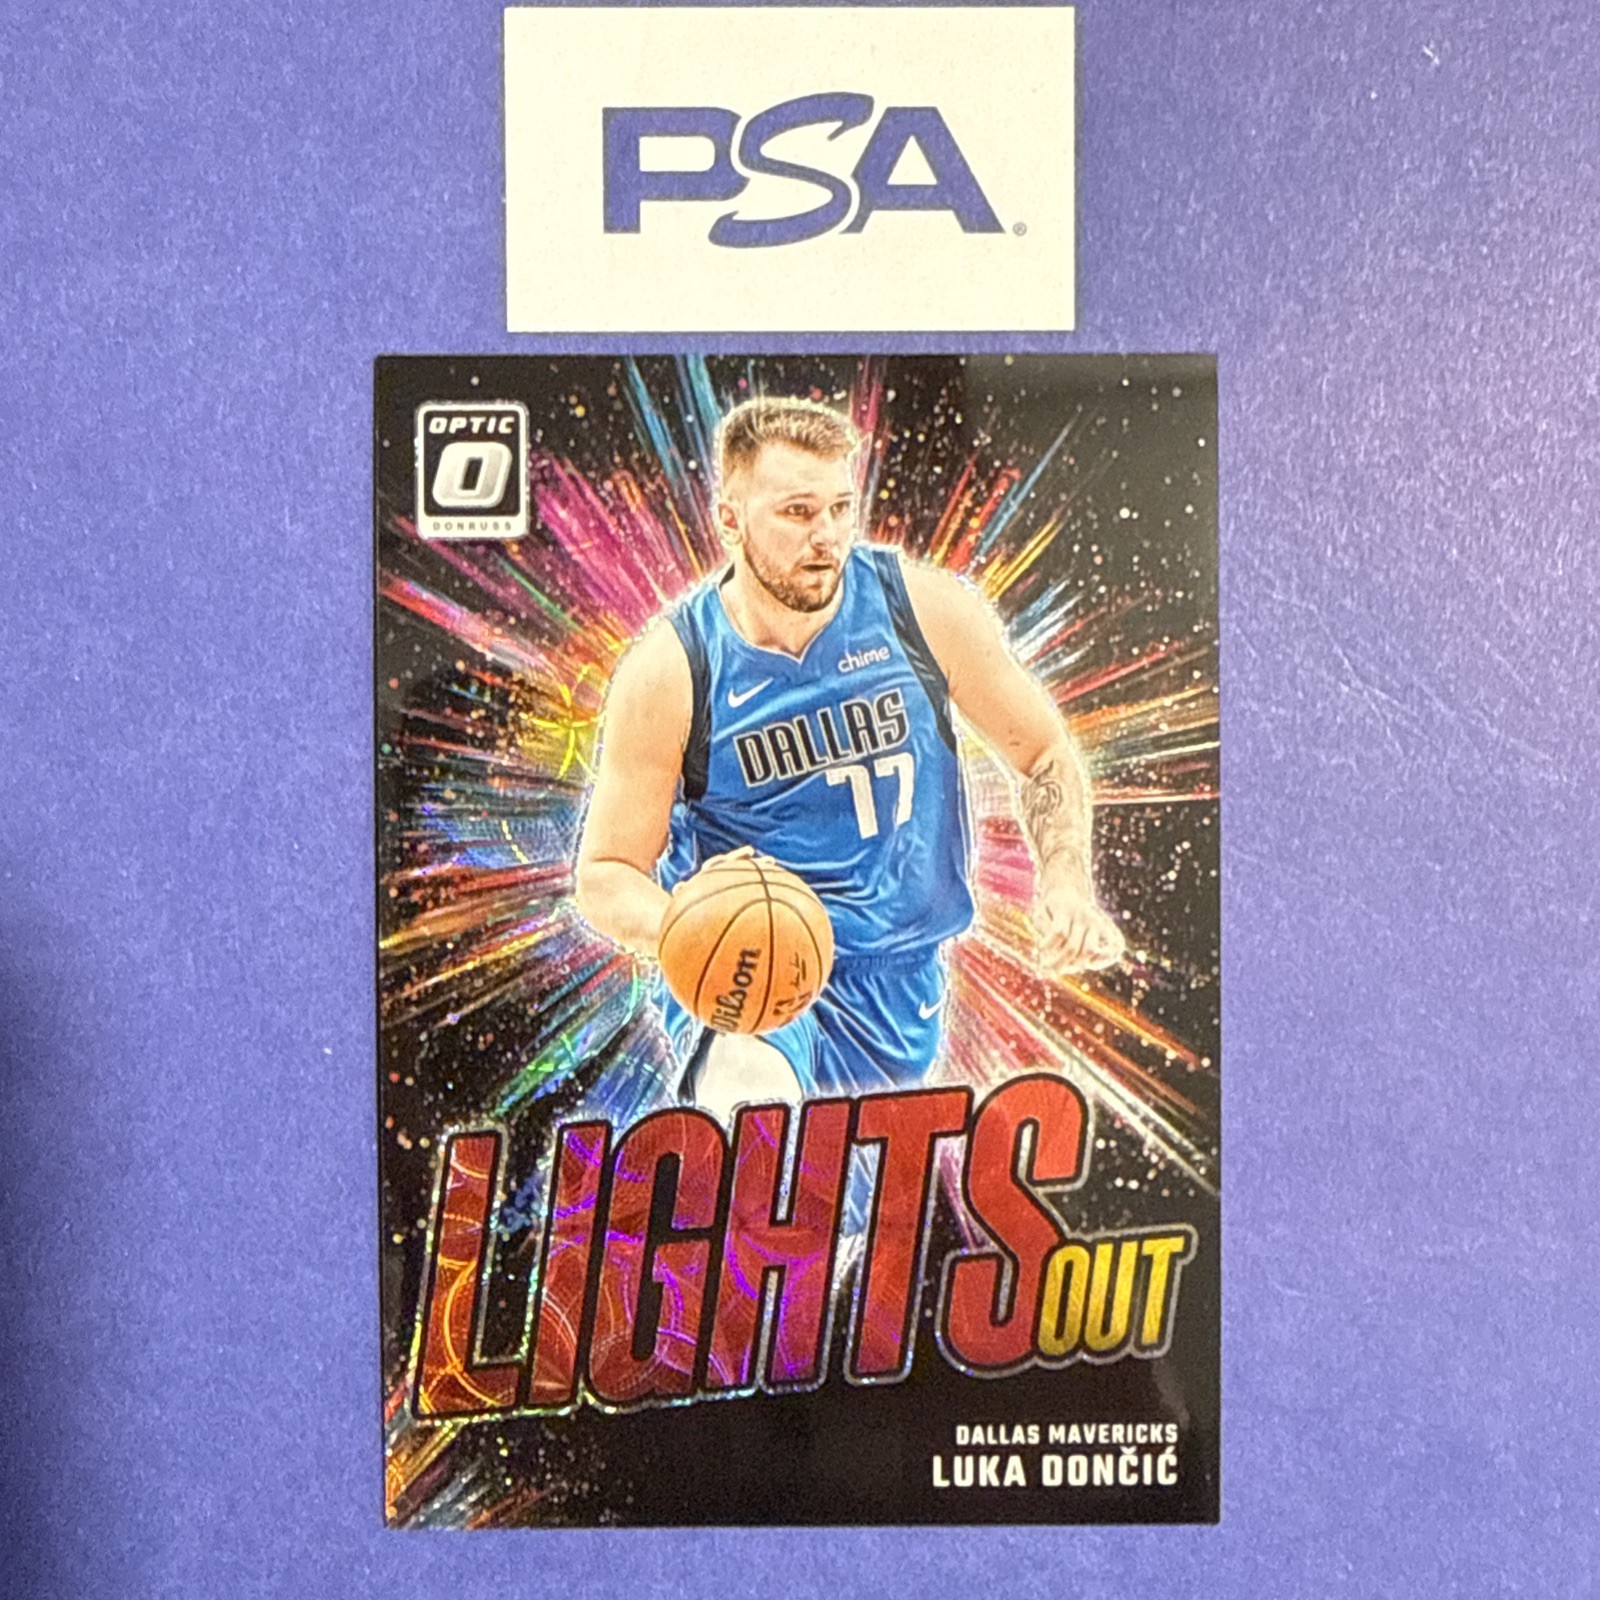 PSA®
OPTIC
O
DONRUSS
chime
DALLAS
77
Wilson
LIGHTS
OUT
DALLAS MAVERICKS
LUKA DONČIĆ